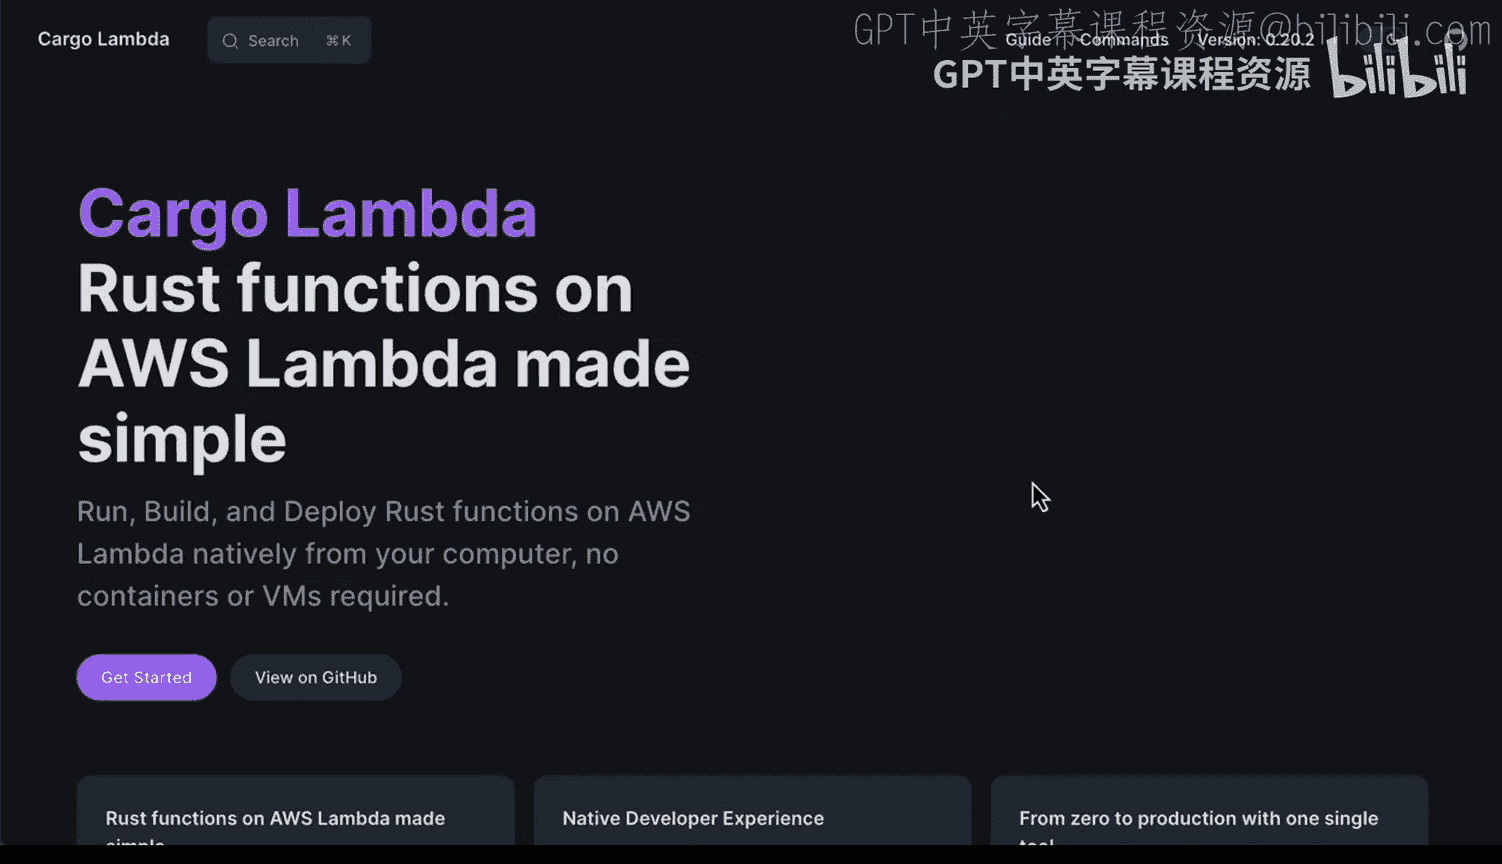 GPT中英字幕课程资源@bilibili.com
Cargo Lambda
Search ⌘ K
Guide Commands Version: 0.20.2
GPT中英字幕课程资源 bilibili
Cargo Lambda
Rust functions on
AWS Lambda made
simple
Run, Build, and Deploy Rust functions on AWS
Lambda natively from your computer, no
containers or VMs required.
Get Started View on GitHub
Rust functions on AWS Lambda made
simple
Native Developer Experience
From zero to production with one single
tool